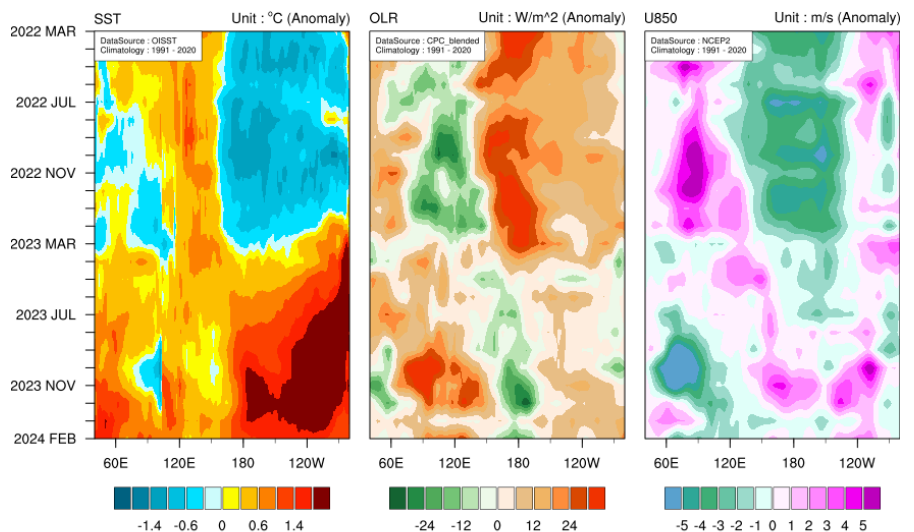 SST Unit : °C (Anomaly)
OLR Unit : W/m^2 (Anomaly)
U850 Unit : m/s (Anomaly)
DataSource : OISST
Climatology : 1991 - 2020
DataSource : CPC_blended
Climatology : 1991 - 2020
DataSource : NCEP2
Climatology : 1991 - 2020
2022 MAR
2022 JUL
2022 NOV
2023 MAR
2023 JUL
2023 NOV
2024 FEB
60E 120E 180 120W
60E 120E 180 120W
60E 120E 180 120W
-1.4 -0.6 0 0.6 1.4
-24 -12 0 12 24
-5 -4 -3 -2 -1 0 1 2 3 4 5